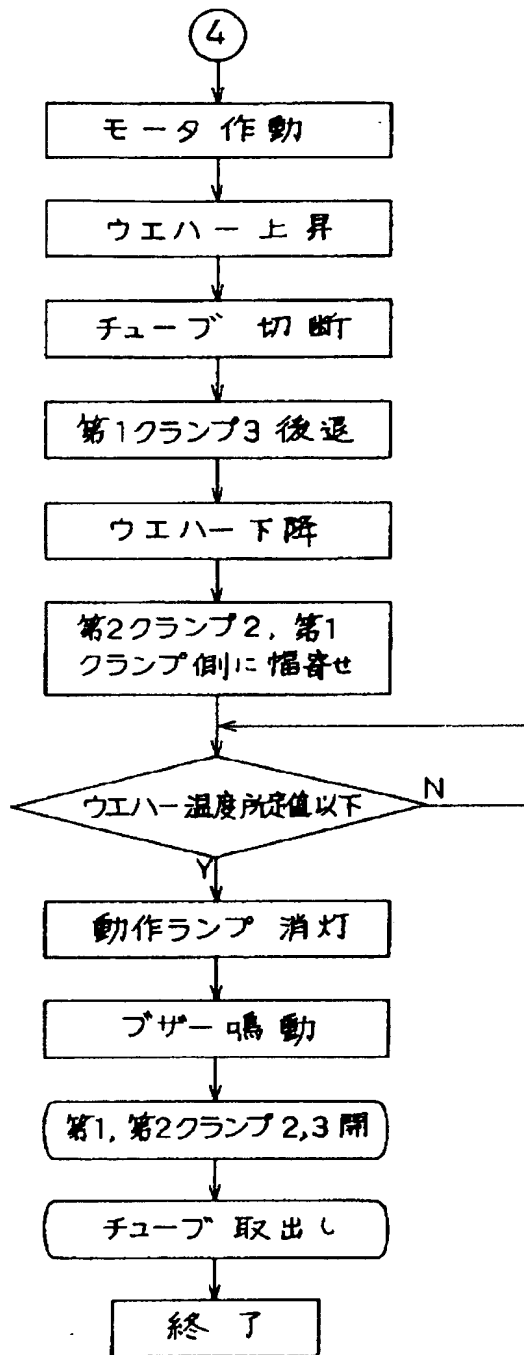 4
モータ作動
ウエハー上昇
チューブ 切断
第1クランプ3後退
ウエハー下降
第2クランプ2, 第1
クランプ側に幅寄せ
ウエハー温度所定値以下
N
Y
動作ランプ 消灯
ブザー鳴動
第1, 第2クランプ2,3開
チューブ 取出し
終了